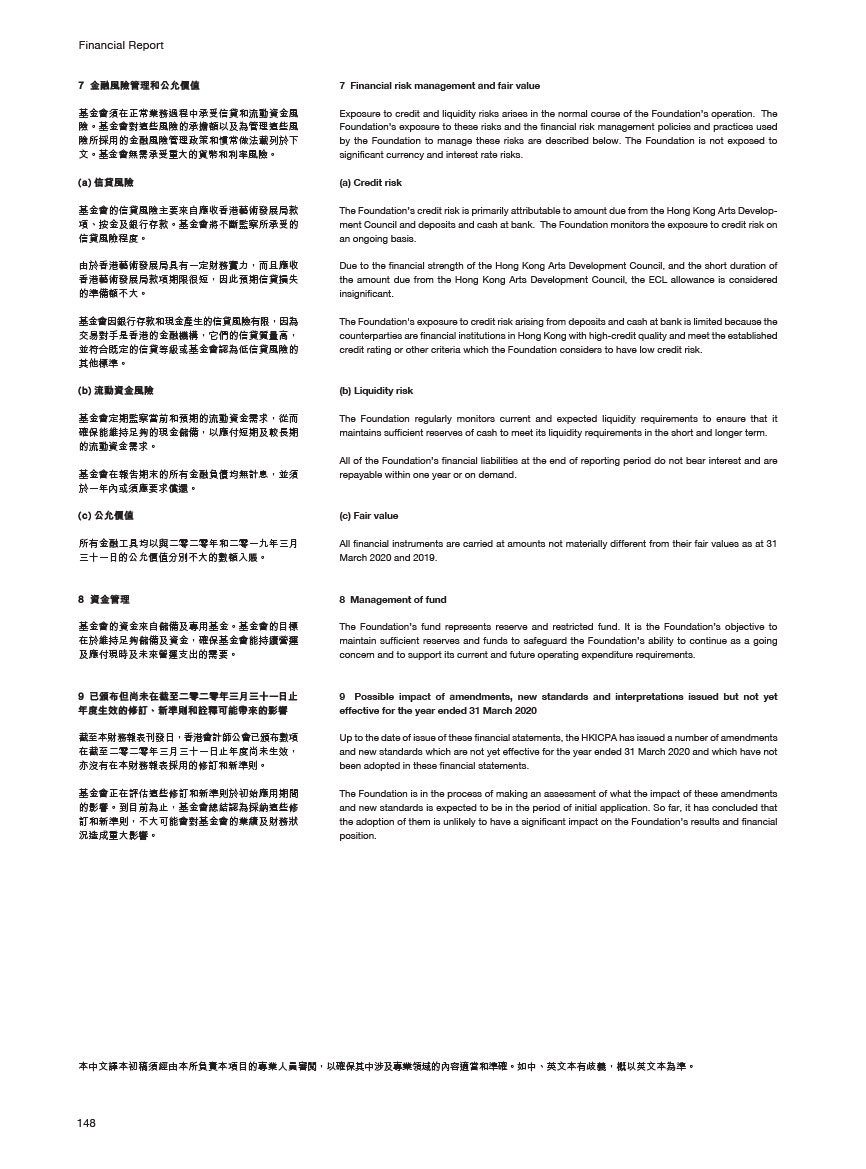 Financial Report
7 金融風險管理和公允價值
基金會須在正常業務過程中承受信貸和流動資金風
險。基金會對這些風險的承擔額以及為管理這些風
險所採用的金融風險管理政策和慣常做法載列於下
文。基金會無需承受重大的貨幣和利率風險。
(a) 信貸風險
基金會的信貸風險主要來自應收香港藝術發展局款
項、按金及銀行存款。基金會將不斷監察所承受的
信貸風險程度。
由於香港藝術發展局具有一定財務實力，而且應收
香港藝術發展局款項期限很短，因此預期信貸損失
的準備額不大。
基金會因銀行存款和現金產生的信貸風險有限，因為
交易對手是香港的金融機構，它們的信貸質量高，
並符合既定的信貸等級或基金會認為低信貸風險的
其他標準。
(b) 流動資金風險
基金會定期監察當前和預期的流動資金需求，從而
確保能維持足夠的現金儲備，以應付短期及較長期
的流動資金需求。
基金會在報告期末的所有金融負債均無計息，並須
於一年內或須應要求償還。
(c) 公允價值
所有金融工具均以與二零二零年和二零一九年三月
三十一日的公允價值分別不大的數額入賬。
8 資金管理
基金會的資金來自儲備及專用基金。基金會的目標
在於維持足夠儲備及資金，確保基金會能持續營運
及應付現時及未來營運支出的需要。
9 已頒布但尚未在截至二零二零年三月三十一日止
年度生效的修訂、新準則和詮釋可能帶來的影響
截至本財務報表刊發日，香港會計師公會已頒布數項
在截至二零二零年三月三十一日止年度尚未生效，
亦沒有在本財務報表採用的修訂和新準則。
基金會正在評估這些修訂和新準則於初始應用期間
的影響。到目前為止，基金會總結認為採納這些修
訂和新準則，不大可能會對基金會的業績及財務狀
況造成重大影響。
7 Financial risk management and fair value
Exposure to credit and liquidity risks arises in the normal course of the Foundation's operation. The
Foundation's exposure to these risks and the financial risk management policies and practices used
by the Foundation to manage these risks are described below. The Foundation is not exposed to
significant currency and interest rate risks.
(a) Credit risk
The Foundation's credit risk is primarily attributable to amount due from the Hong Kong Arts Develop-
ment Council and deposits and cash at bank. The Foundation monitors the exposure to credit risk on
an ongoing basis.
Due to the financial strength of the Hong Kong Arts Development Council, and the short duration of
the amount due from the Hong Kong Arts Development Council, the ECL allowance is considered
insignificant.
The Foundation's exposure to credit risk arising from deposits and cash at bank is limited because the
counterparties are financial institutions in Hong Kong with high-credit quality and meet the established
credit rating or other criteria which the Foundation considers to have low credit risk.
(b) Liquidity risk
The Foundation regularly monitors current and expected liquidity requirements to ensure that it
maintains sufficient reserves of cash to meet its liquidity requirements in the short and longer term.
All of the Foundation's financial liabilities at the end of reporting period do not bear interest and are
repayable within one year or on demand.
(c) Fair value
All financial instruments are carried at amounts not materially different from their fair values as at 31
March 2020 and 2019.
8 Management of fund
The Foundation's fund represents reserve and restricted fund. It is the Foundation's objective to
maintain sufficient reserves and funds to safeguard the Foundation's ability to continue as a going
concern and to support its current and future operating expenditure requirements.
9 Possible impact of amendments, new standards and interpretations issued but not yet
effective for the year ended 31 March 2020
Up to the date of issue of these financial statements, the HKICPA has issued a number of amendments
and new standards which are not yet effective for the year ended 31 March 2020 and which have not
been adopted in these financial statements.
The Foundation is in the process of making an assessment of what the impact of these amendments
and new standards is expected to be in the period of initial application. So far, it has concluded that
the adoption of them is unlikely to have a significant impact on the Foundation's results and financial
position.
本中文譯本初稿須經由本所負責本項目的專業人員審閱，以確保其中涉及專業領域的內容適當和準確。如中、英文本有歧義，概以英文本為準。
148